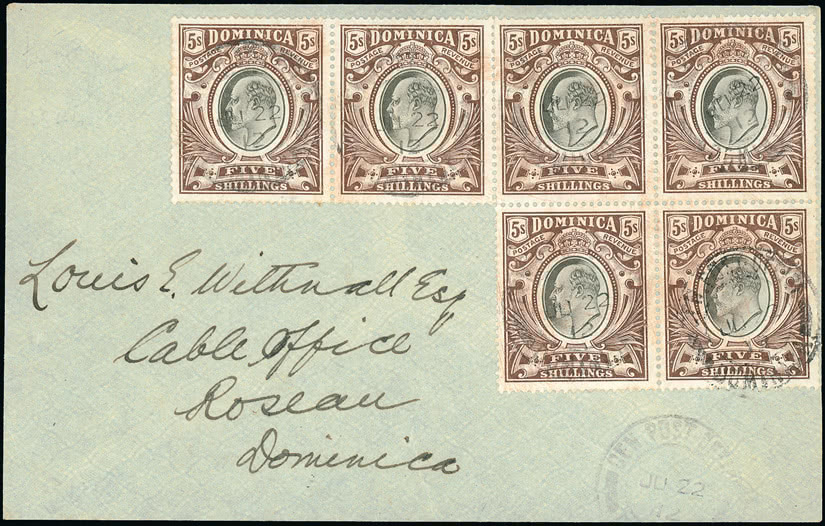 5s DOMINICA 5s
POSTAGE REVENUE
FIVE
SHILLINGS
5s DOMINICA 5s
POSTAGE REVENUE
FIVE
SHILLINGS
5s DOMINICA 5s
POSTAGE REVENUE
FIVE
SHILLINGS
5s DOMINICA 5s
POSTAGE REVENUE
FIVE
SHILLINGS
5s DOMINICA 5s
POSTAGE REVENUE
FIVE
SHILLINGS
5s DOMINICA 5s
POSTAGE REVENUE
FIVE
SHILLINGS
Louis E. Withnall Esq
Cable Office
Roseau
Dominica
POST
JU 22